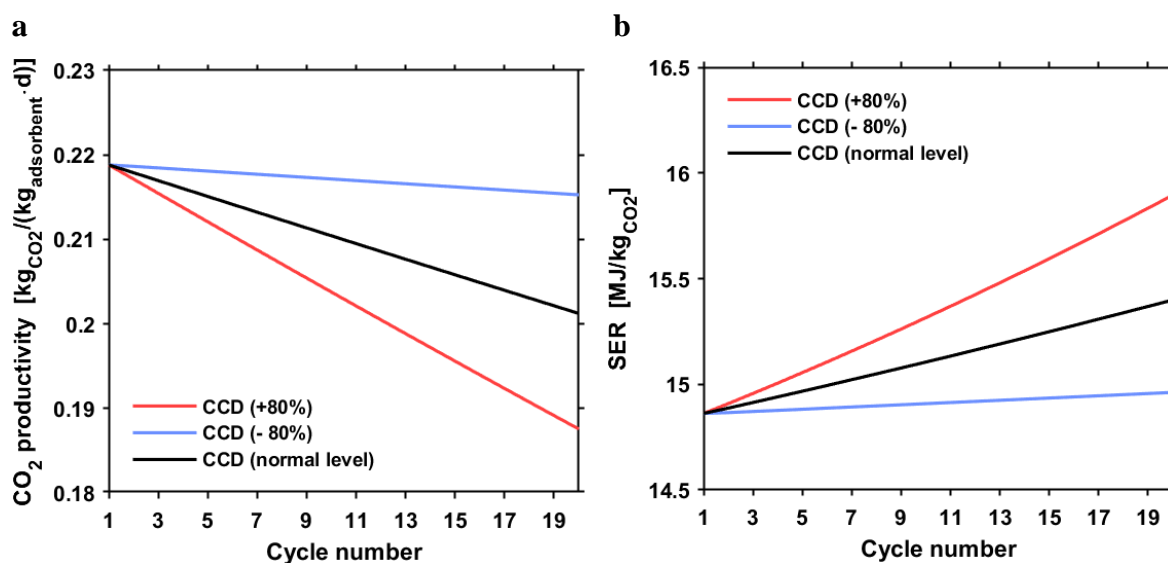 a
CO2 productivity [kgCO2/(kgadsorbent·d)]
0.23
0.22
0.21
0.2
0.19
0.18
CCD (+80%)
CCD (- 80%)
CCD (normal level)
1 3 5 7 9 11 13 15 17 19
Cycle number
b
SER [MJ/kgCO2]
16.5
16
15.5
15
14.5
CCD (+80%)
CCD (- 80%)
CCD (normal level)
1 3 5 7 9 11 13 15 17 19
Cycle number